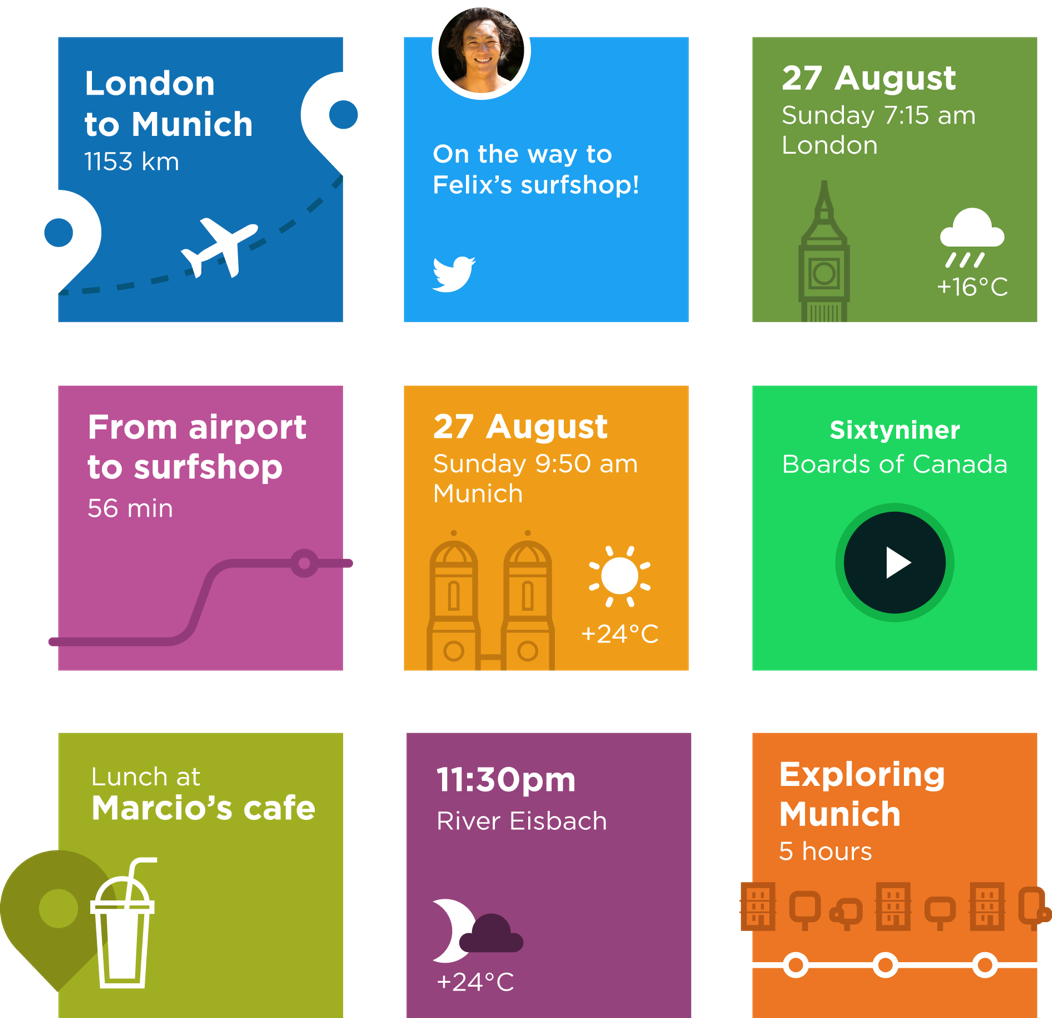 London
to Munich
1153 km
On the way to
Felix’s surfshop!
27 August
Sunday 7:15 am
London
+16°C
From airport
to surfshop
56 min
27 August
Sunday 9:50 am
Munich
+24°C
Sixtyniner
Boards of Canada
Lunch at
Marcio’s cafe
11:30pm
River Eisbach
+24°C
Exploring
Munich
5 hours